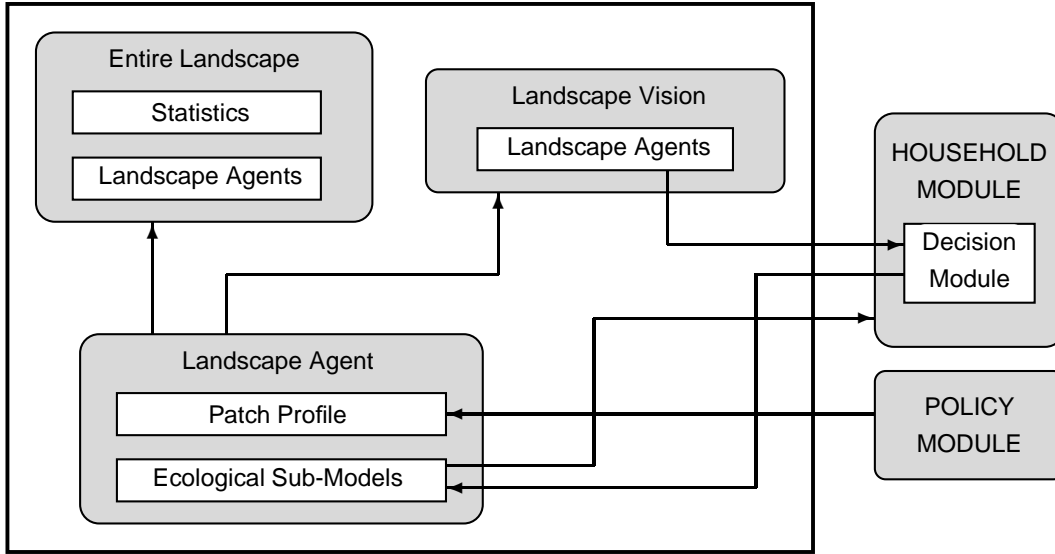 Entire Landscape
Statistics
Landscape Agents
Landscape Vision
Landscape Agents
HOUSEHOLD
MODULE
Decision
Module
Landscape Agent
Patch Profile
Ecological Sub-Models
POLICY
MODULE